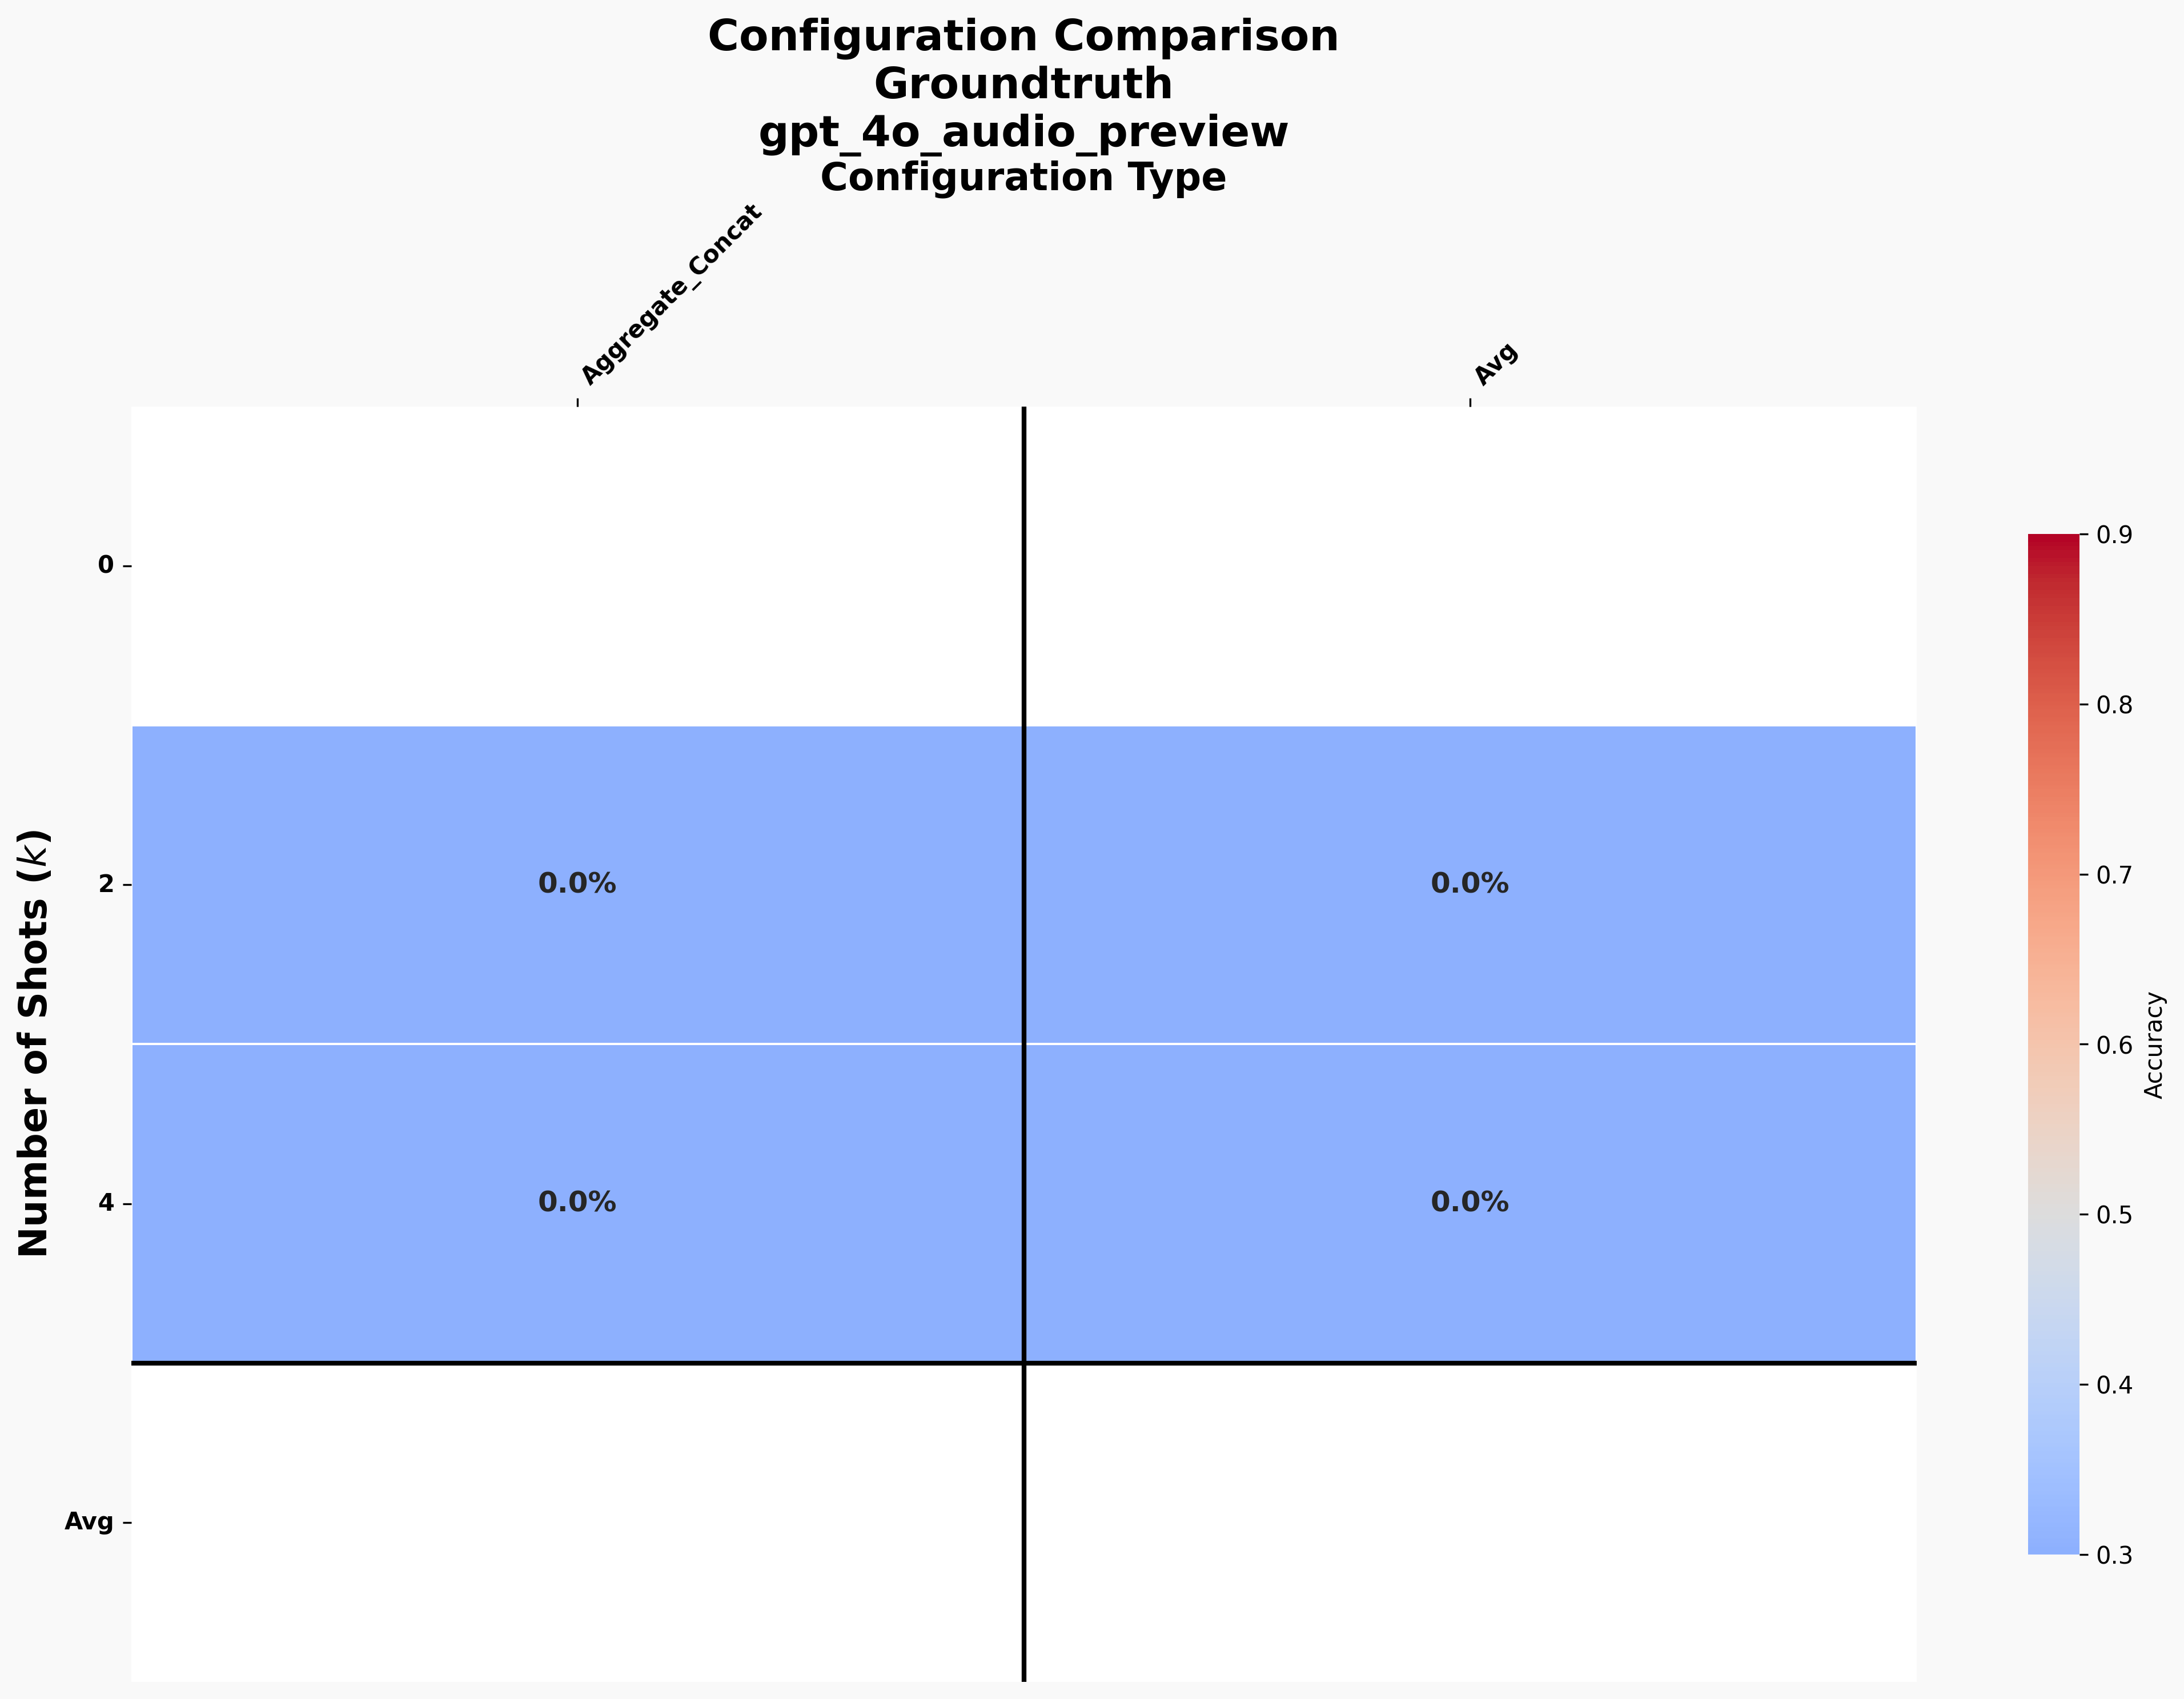 Configuration Comparison
Groundtruth
gpt_4o_audio_preview
Configuration Type
Aggregate_Concat
Avg
Number of Shots (k)
0
2
0.0%
0.0%
4
0.0%
0.0%
Avg
0.9
0.8
0.7
0.6
0.5
0.4
0.3
Accuracy